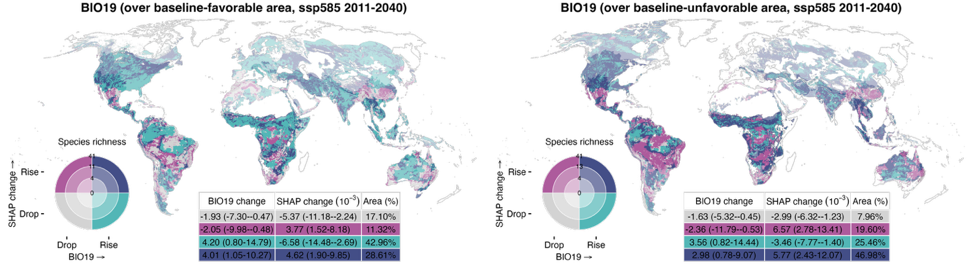 BIO19 (over baseline-favorable area, ssp585 2011-2040)
Species richness
41
13
4
0
SHAP change →
Rise
Drop
Drop
Rise
BIO19 →
BIO19 change SHAP change (10⁻³) Area (%)
-1.93 (-7.30--0.47) -5.37 (-11.18--2.24) 17.10%
-2.05 (-9.98--0.48) 3.77 (1.52-8.18) 11.32%
4.20 (0.80-14.79) -6.58 (-14.48--2.69) 42.96%
4.01 (1.05-10.27) 4.62 (1.90-9.85) 28.61%
BIO19 (over baseline-unfavorable area, ssp585 2011-2040)
Species richness
41
13
4
0
SHAP change →
Rise
Drop
Drop
Rise
BIO19 →
BIO19 change SHAP change (10⁻³) Area (%)
-1.63 (-5.32--0.45) -2.99 (-6.32--1.23) 7.96%
-2.36 (-11.79--0.53) 6.57 (2.78-13.41) 19.60%
3.56 (0.82-14.44) -3.46 (-7.77--1.40) 25.46%
2.98 (0.78-9.07) 5.77 (2.43-12.07) 46.98%